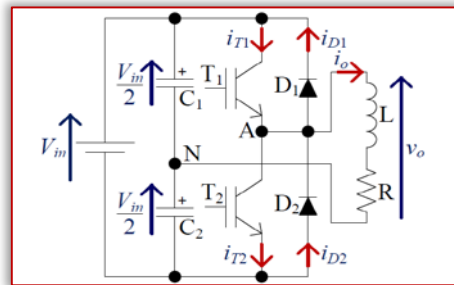 i_T1 i_D1
V_in/2 + C_1 T_1 D_1 i_o
V_in A L v_o
N
V_in/2 + C_2 T_2 D_2 R
i_T2 i_D2